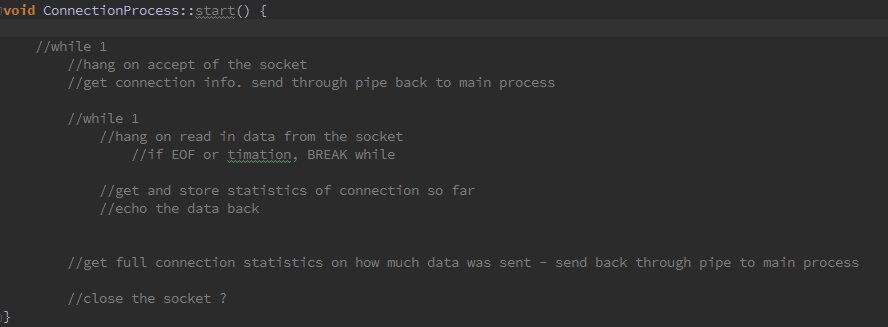 void ConnectionProcess::start() {
//while 1
//hang on accept of the socket
//get connection info. send through pipe back to main process
//while 1
//hang on read in data from the socket
//if EOF or timation, BREAK while
//get and store statistics of connection so far
//echo the data back
//get full connection statistics on how much data was sent - send back through pipe to main process
//close the socket ?
}